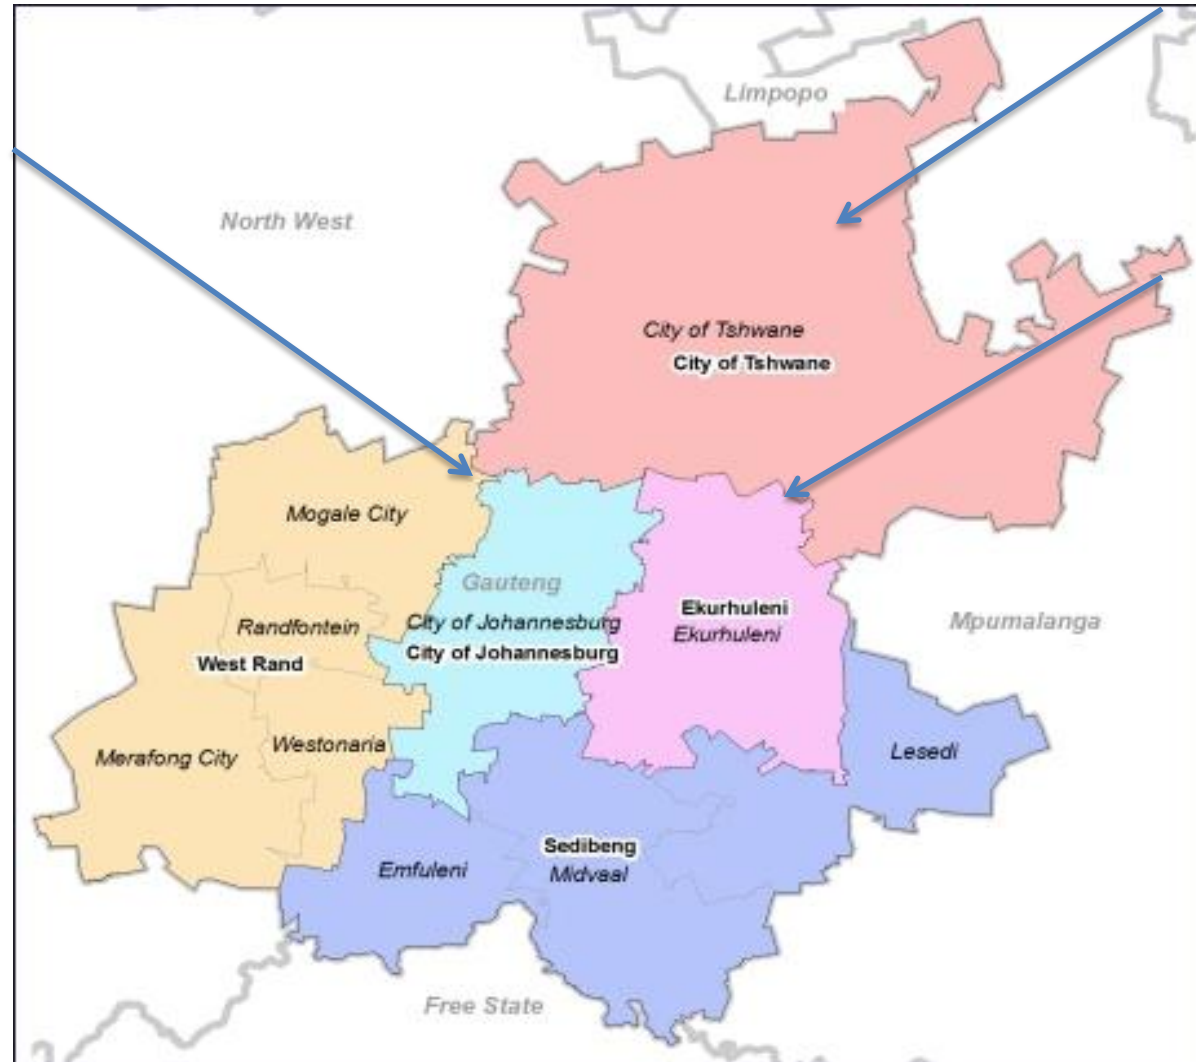 Limpopo
North West
City of Tshwane
City of Tshwane
Mogale City
Gauteng
Ekurhuleni
City of Johannesburg
Randfontein
Ekurhuleni
Mpumalanga
City of Johannesburg
West Rand
Westonaria
Lesedi
Merafong City
Sedibeng
Emfuleni
Midvaal
Free State